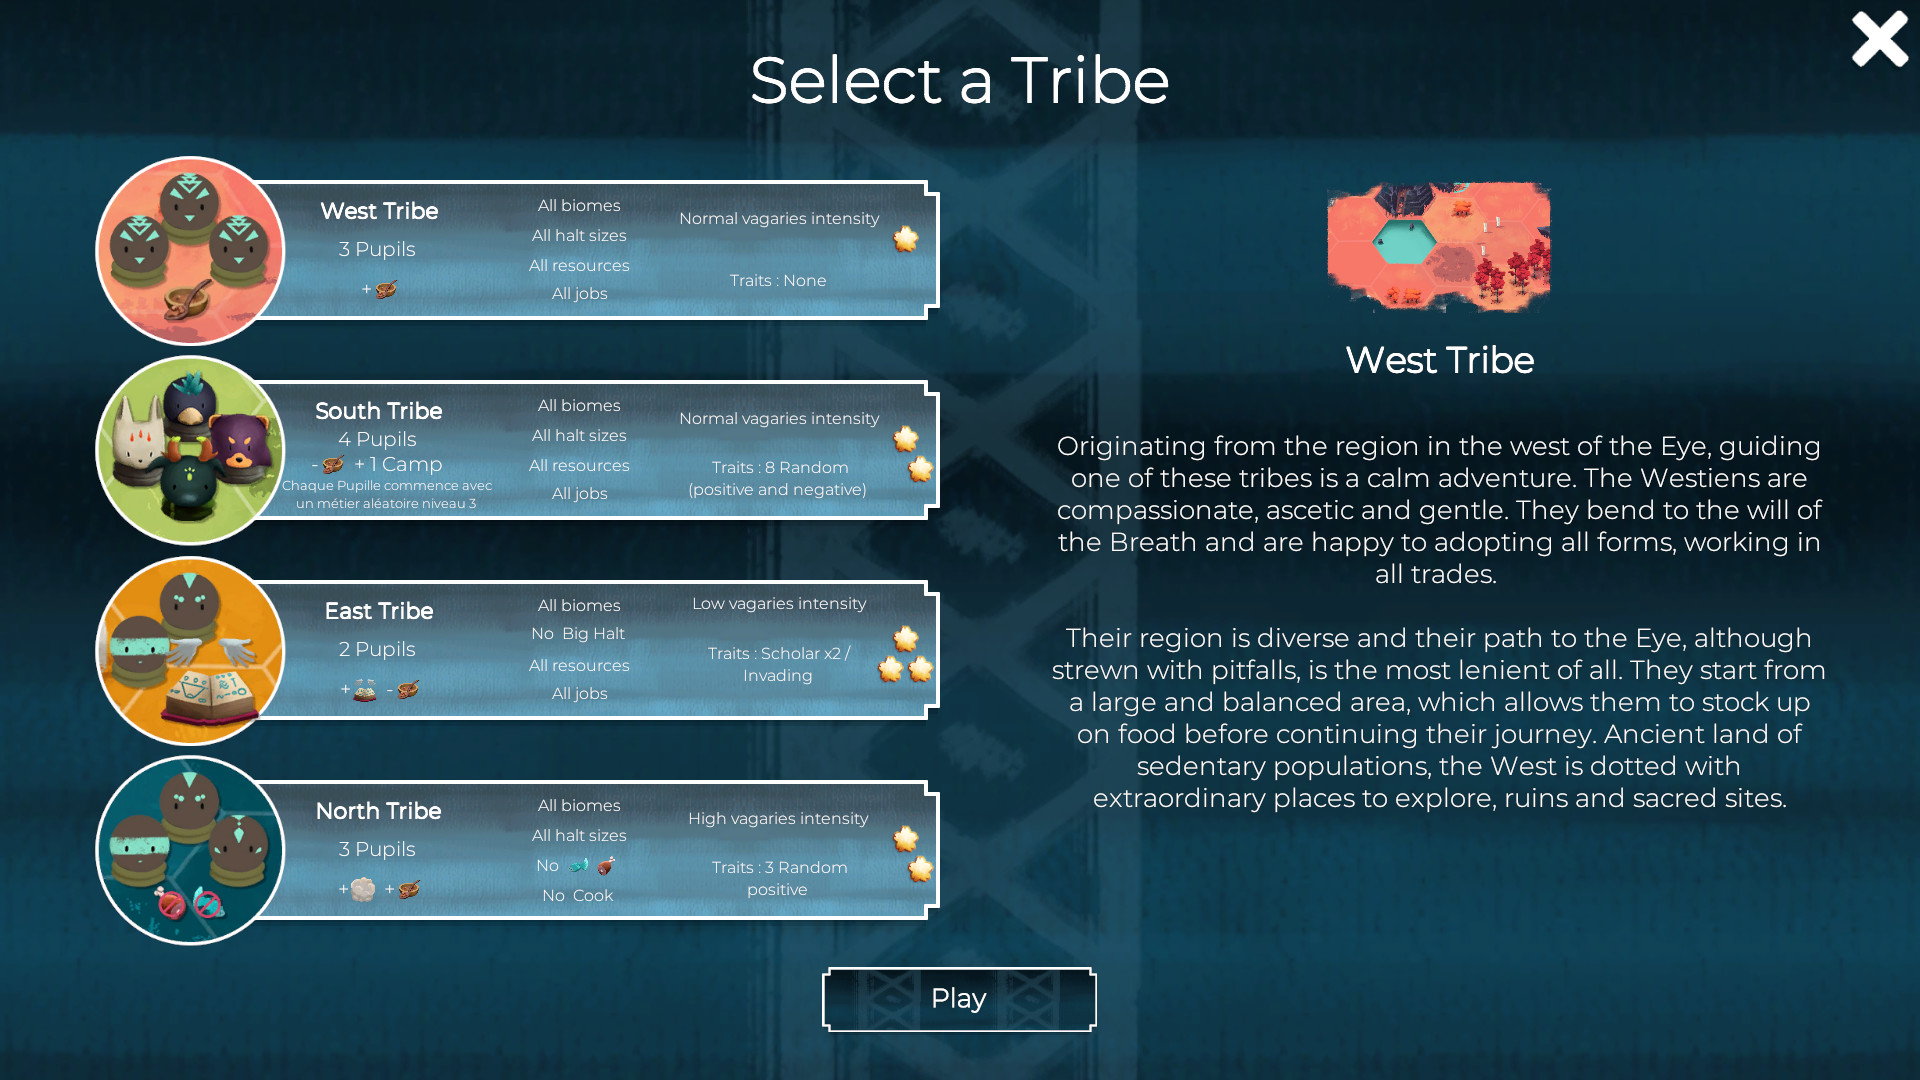 Select a Tribe
West Tribe
3 Pupils
+
All biomes
All halt sizes
All resources
All jobs
Normal vagaries intensity
Traits : None
South Tribe
4 Pupils
- + 1 Camp
Chaque Pupille commence avec
un métier aléatoire niveau 3
All biomes
All halt sizes
All resources
All jobs
Normal vagaries intensity
Traits : 8 Random
(positive and negative)
East Tribe
2 Pupils
+ -
All biomes
No Big Halt
All resources
All jobs
Low vagaries intensity
Traits : Scholar x2 /
Invading
North Tribe
3 Pupils
+ +
All biomes
All halt sizes
No
No Cook
High vagaries intensity
Traits : 3 Random
positive
West Tribe
Originating from the region in the west of the Eye, guiding
one of these tribes is a calm adventure. The Westiens are
compassionate, ascetic and gentle. They bend to the will of
the Breath and are happy to adopting all forms, working in
all trades.
Their region is diverse and their path to the Eye, although
strewn with pitfalls, is the most lenient of all. They start from
a large and balanced area, which allows them to stock up
on food before continuing their journey. Ancient land of
sedentary populations, the West is dotted with
extraordinary places to explore, ruins and sacred sites.
Play